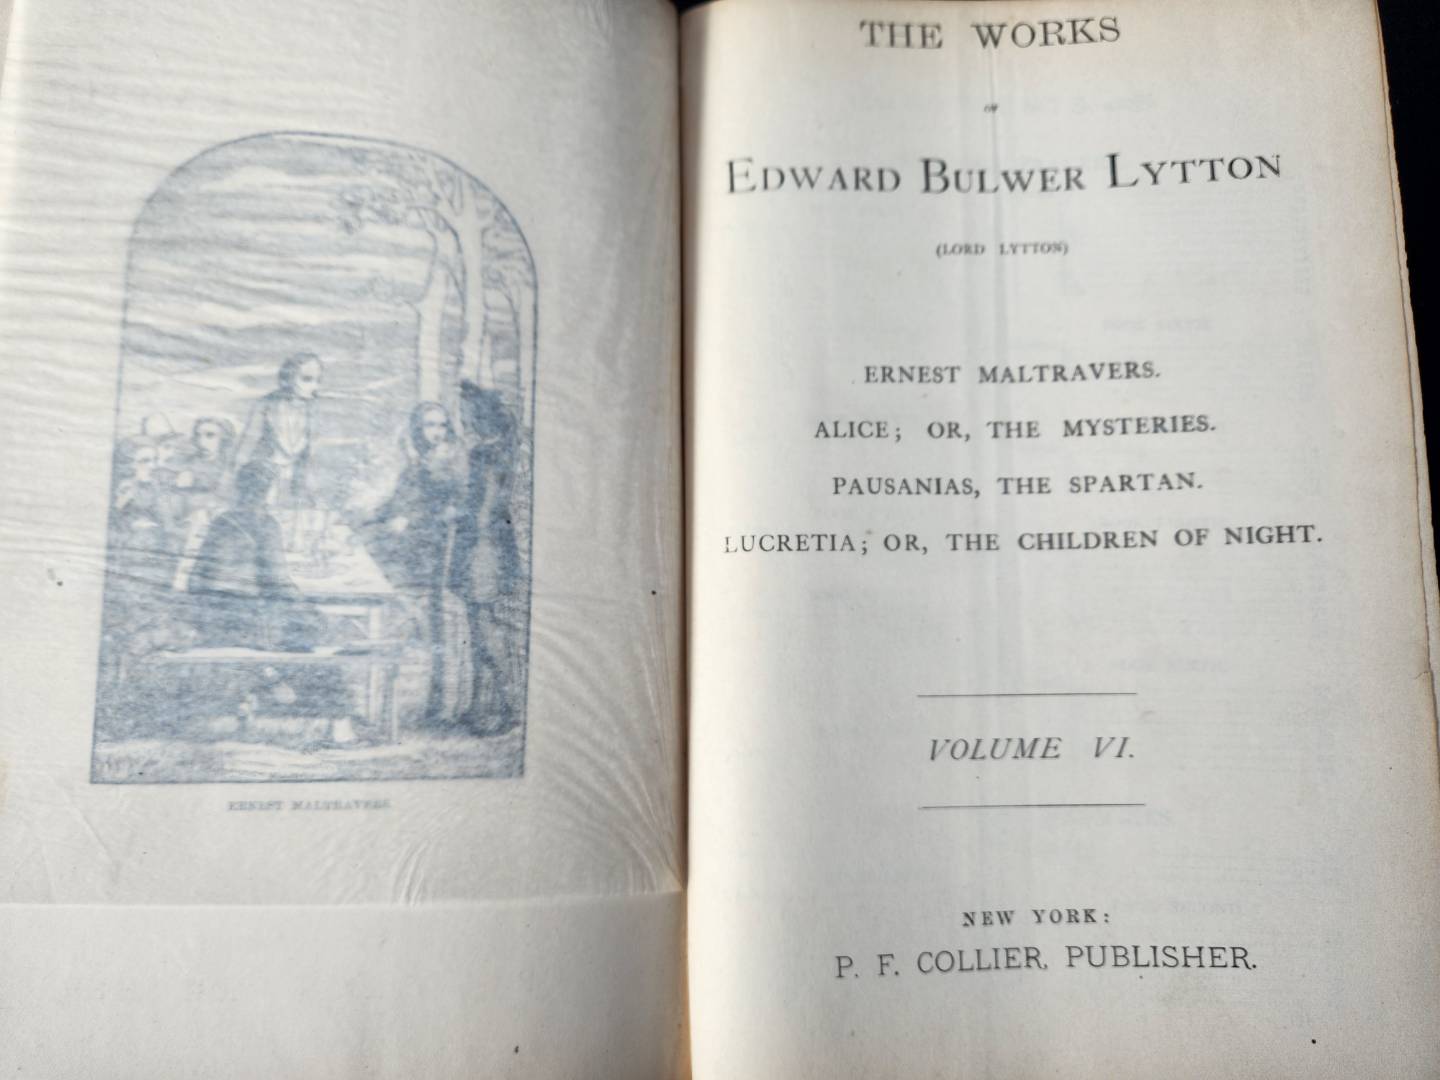 ERNEST MALTRAVERS
THE WORKS
OF
EDWARD BULWER LYTTON
(LORD LYTTON)
ERNEST MALTRAVERS.
ALICE; OR, THE MYSTERIES.
PAUSANIAS, THE SPARTAN.
LUCRETIA; OR, THE CHILDREN OF NIGHT.
VOLUME VI.
NEW YORK:
P. F. COLLIER, PUBLISHER.